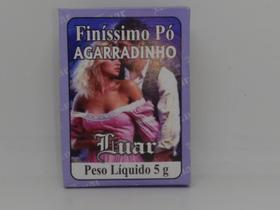 Finíssimo Pó
AGARRADINHO
Luar
Peso Líquido 5 g